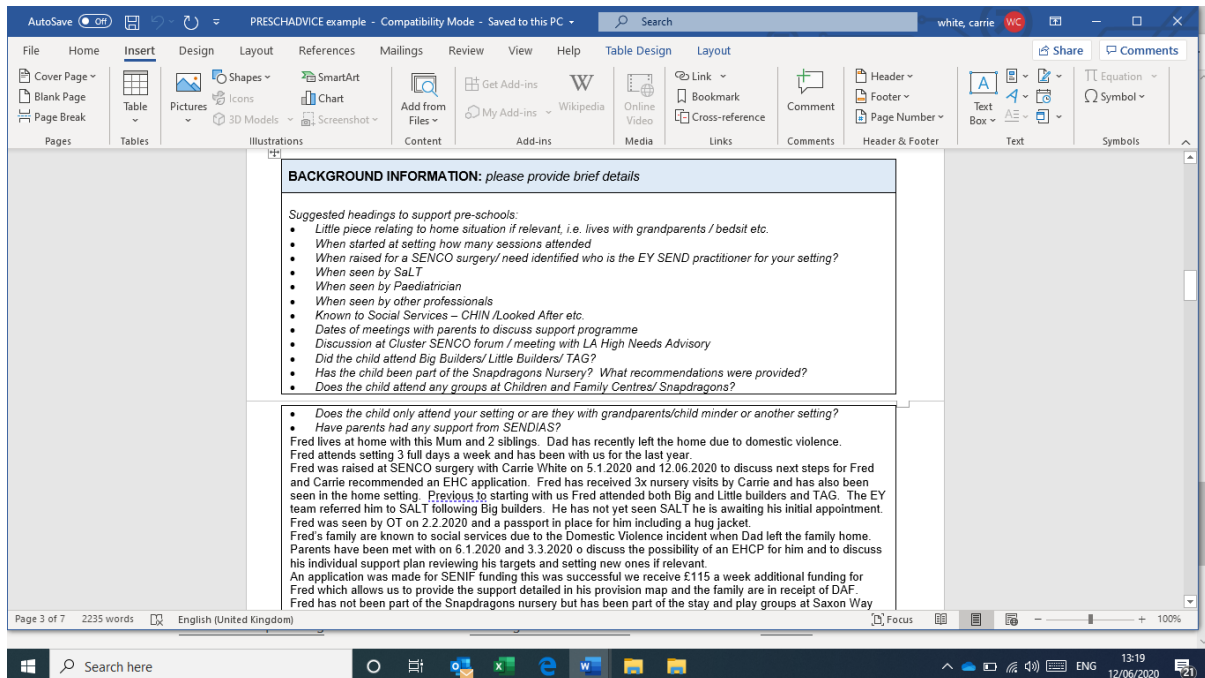 AutoSave Off PRESCHADVICE example - Compatibility Mode - Saved to this PC Search white, carrie WC
File Home Insert Design Layout References Mailings Review View Help Table Design Layout Share Comments
Cover Page
Blank Page
Page Break
Pages
Table
Tables
Pictures
Shapes
Icons
3D Models
SmartArt
Chart
Screenshot
Illustrations
Add from Files
Content
Get Add-ins
My Add-ins
Wikipedia
Add-ins
Online Video
Media
Link
Bookmark
Cross-reference
Links
Comment
Comments
Header
Footer
Page Number
Header & Footer
Text Box
Text
Equation
Symbol
Symbols
BACKGROUND INFORMATION: please provide brief details
Suggested headings to support pre-schools:
• Little piece relating to home situation if relevant, i.e. lives with grandparents / bedsit etc.
• When started at setting how many sessions attended
• When raised for a SENCO surgery/ need identified who is the EY SEND practitioner for your setting?
• When seen by SaLT
• When seen by Paediatrician
• When seen by other professionals
• Known to Social Services – CHIN /Looked After etc.
• Dates of meetings with parents to discuss support programme
• Discussion at Cluster SENCO forum / meeting with LA High Needs Advisory
• Did the child attend Big Builders/ Little Builders/ TAG?
• Has the child been part of the Snapdragons Nursery? What recommendations were provided?
• Does the child attend any groups at Children and Family Centres/ Snapdragons?
• Does the child only attend your setting or are they with grandparents/child minder or another setting?
• Have parents had any support from SENDIAS?
Fred lives at home with this Mum and 2 siblings. Dad has recently left the home due to domestic violence.
Fred attends setting 3 full days a week and has been with us for the last year.
Fred was raised at SENCO surgery with Carrie White on 5.1.2020 and 12.06.2020 to discuss next steps for Fred
and Carrie recommended an EHC application. Fred has received 3x nursery visits by Carrie and has also been
seen in the home setting. Previous to starting with us Fred attended both Big and Little builders and TAG. The EY
team referred him to SALT following Big builders. He has not yet seen SALT he is awaiting his initial appointment.
Fred was seen by OT on 2.2.2020 and a passport in place for him including a hug jacket.
Fred's family are known to social services due to the Domestic Violence incident when Dad left the family home.
Parents have been met with on 6.1.2020 and 3.3.2020 o discuss the possibility of an EHCP for him and to discuss
his individual support plan reviewing his targets and setting new ones if relevant.
An application was made for SENIF funding this was successful we receive £115 a week additional funding for
Fred which allows us to provide the support detailed in his provision map and the family are in receipt of DAF.
Fred has not been part of the Snapdragons nursery but has been part of the stay and play groups at Saxon Way
Page 3 of 7 2235 words English (United Kingdom) Focus 100%
Search here ENG 13:19
12/06/2020 21